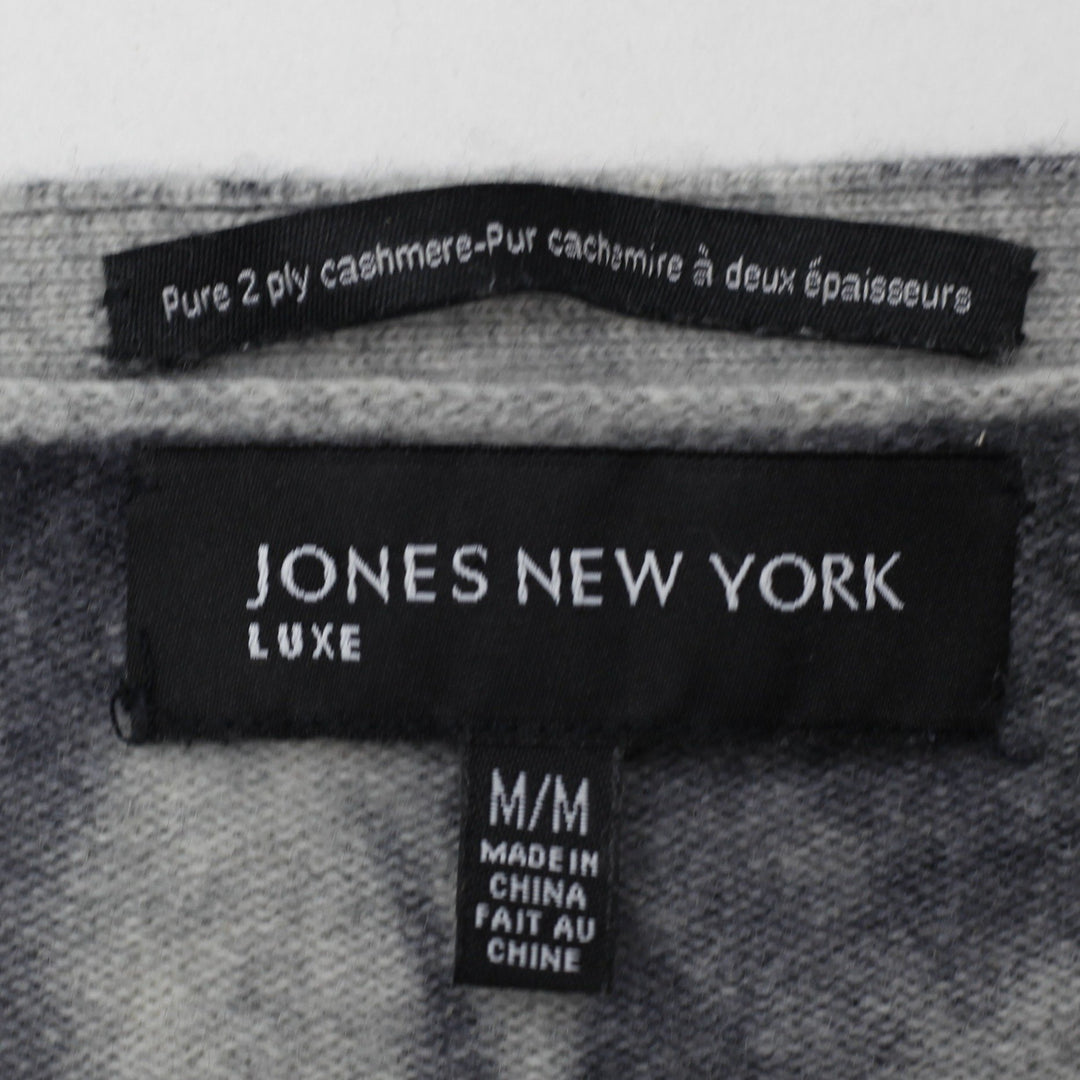 Pure 2 ply cashmere-Pur cachemire à deux épaisseurs
JONES NEW YORK
LUXE
M/M
MADE IN
CHINA
FAIT AU
CHINE